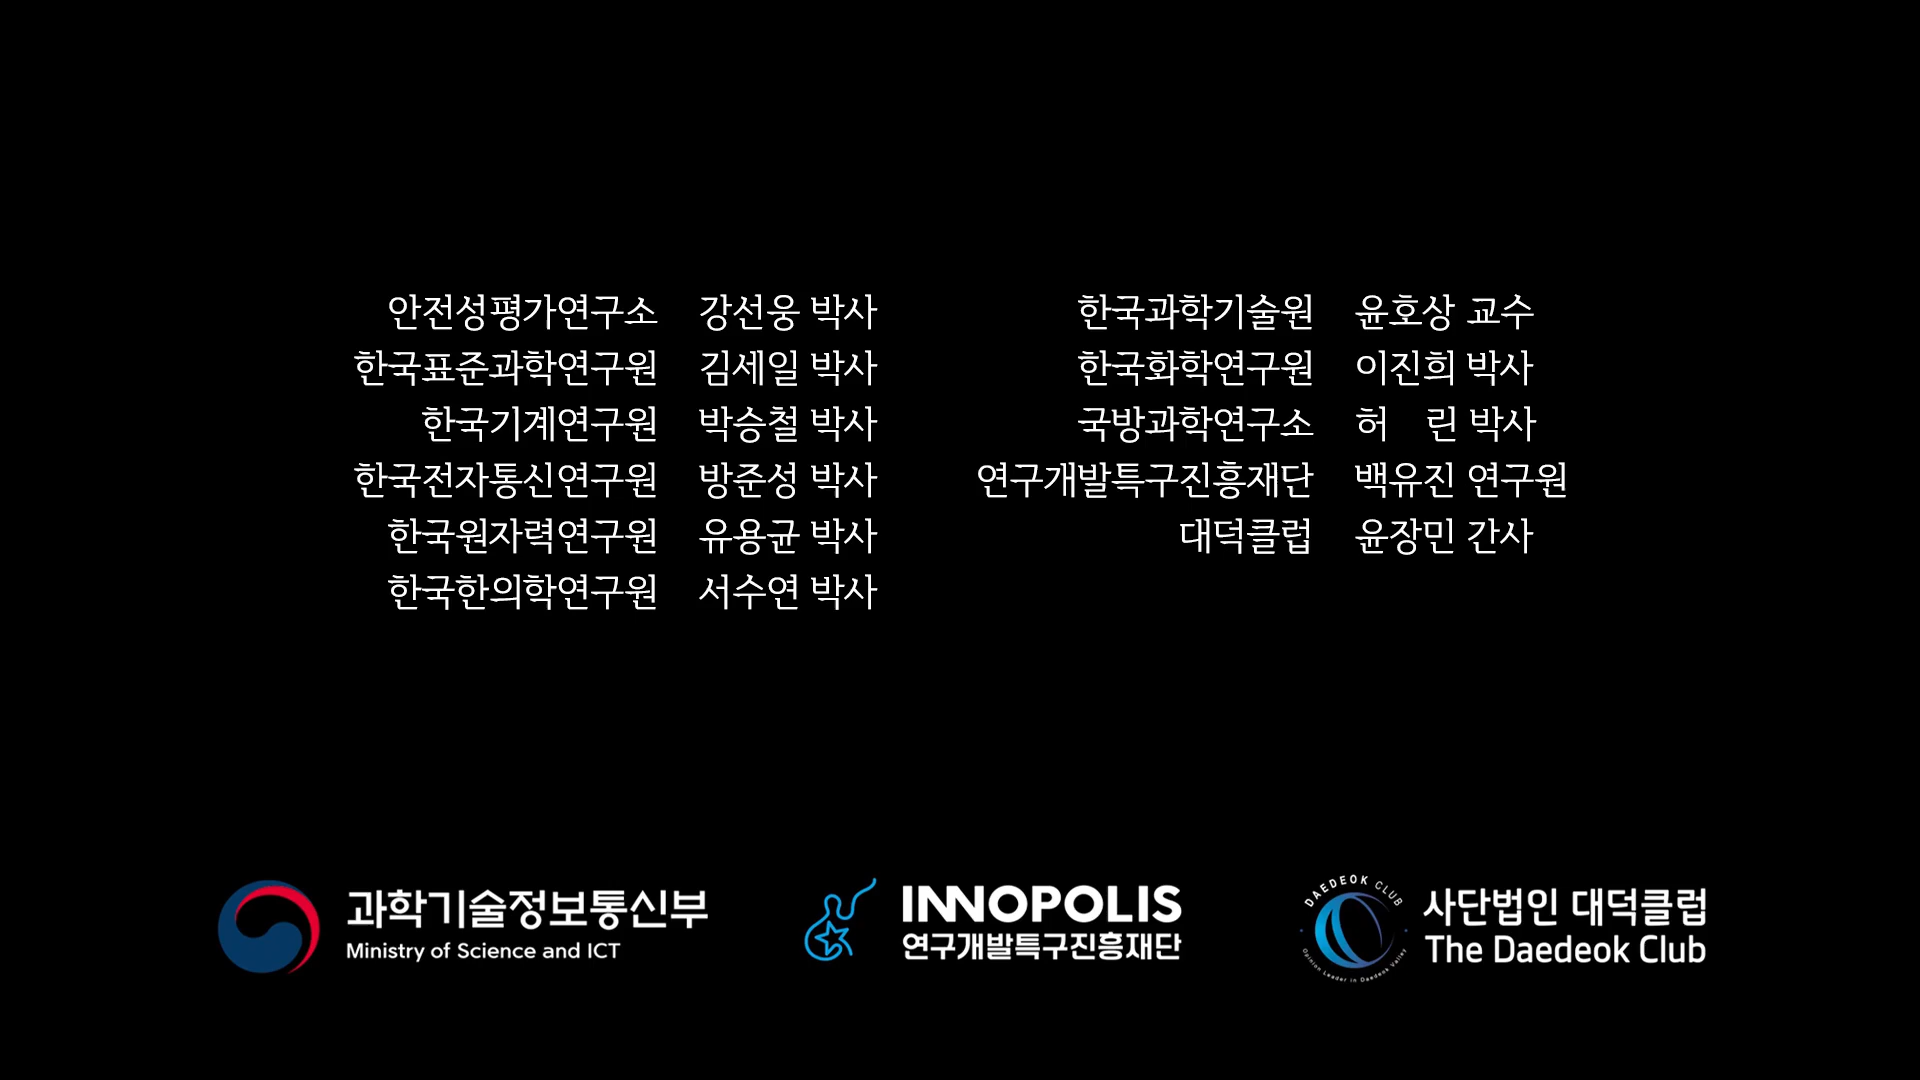 안전성평가연구소 강선웅 박사
한국표준과학연구원 김세일 박사
한국기계연구원 박승철 박사
한국전자통신연구원 방준성 박사
한국원자력연구원 유용균 박사
한국한의학연구원 서수연 박사
한국과학기술원 윤호상 교수
한국화학연구원 이진희 박사
국방과학연구소 허 린 박사
연구개발특구진흥재단 백유진 연구원
대덕클럽 윤장민 간사
과학기술정보통신부
Ministry of Science and ICT
INNOPOLIS
연구개발특구진흥재단
DAEDEOK CLUB
Opinion Leader in Daedeok Valley
사단법인 대덕클럽
The Daedeok Club